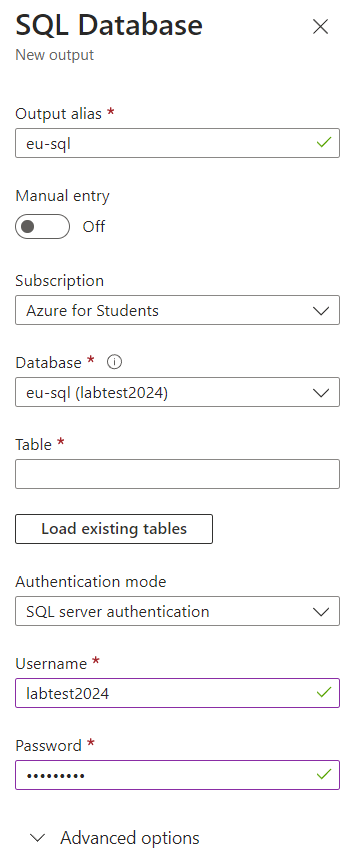 SQL Database
New output
Output alias *
eu-sql
Manual entry
Off
Subscription
Azure for Students
Database *
eu-sql (labtest2024)
Table *
Load existing tables
Authentication mode
SQL server authentication
Username *
labtest2024
Password *
•••••••••
Advanced options